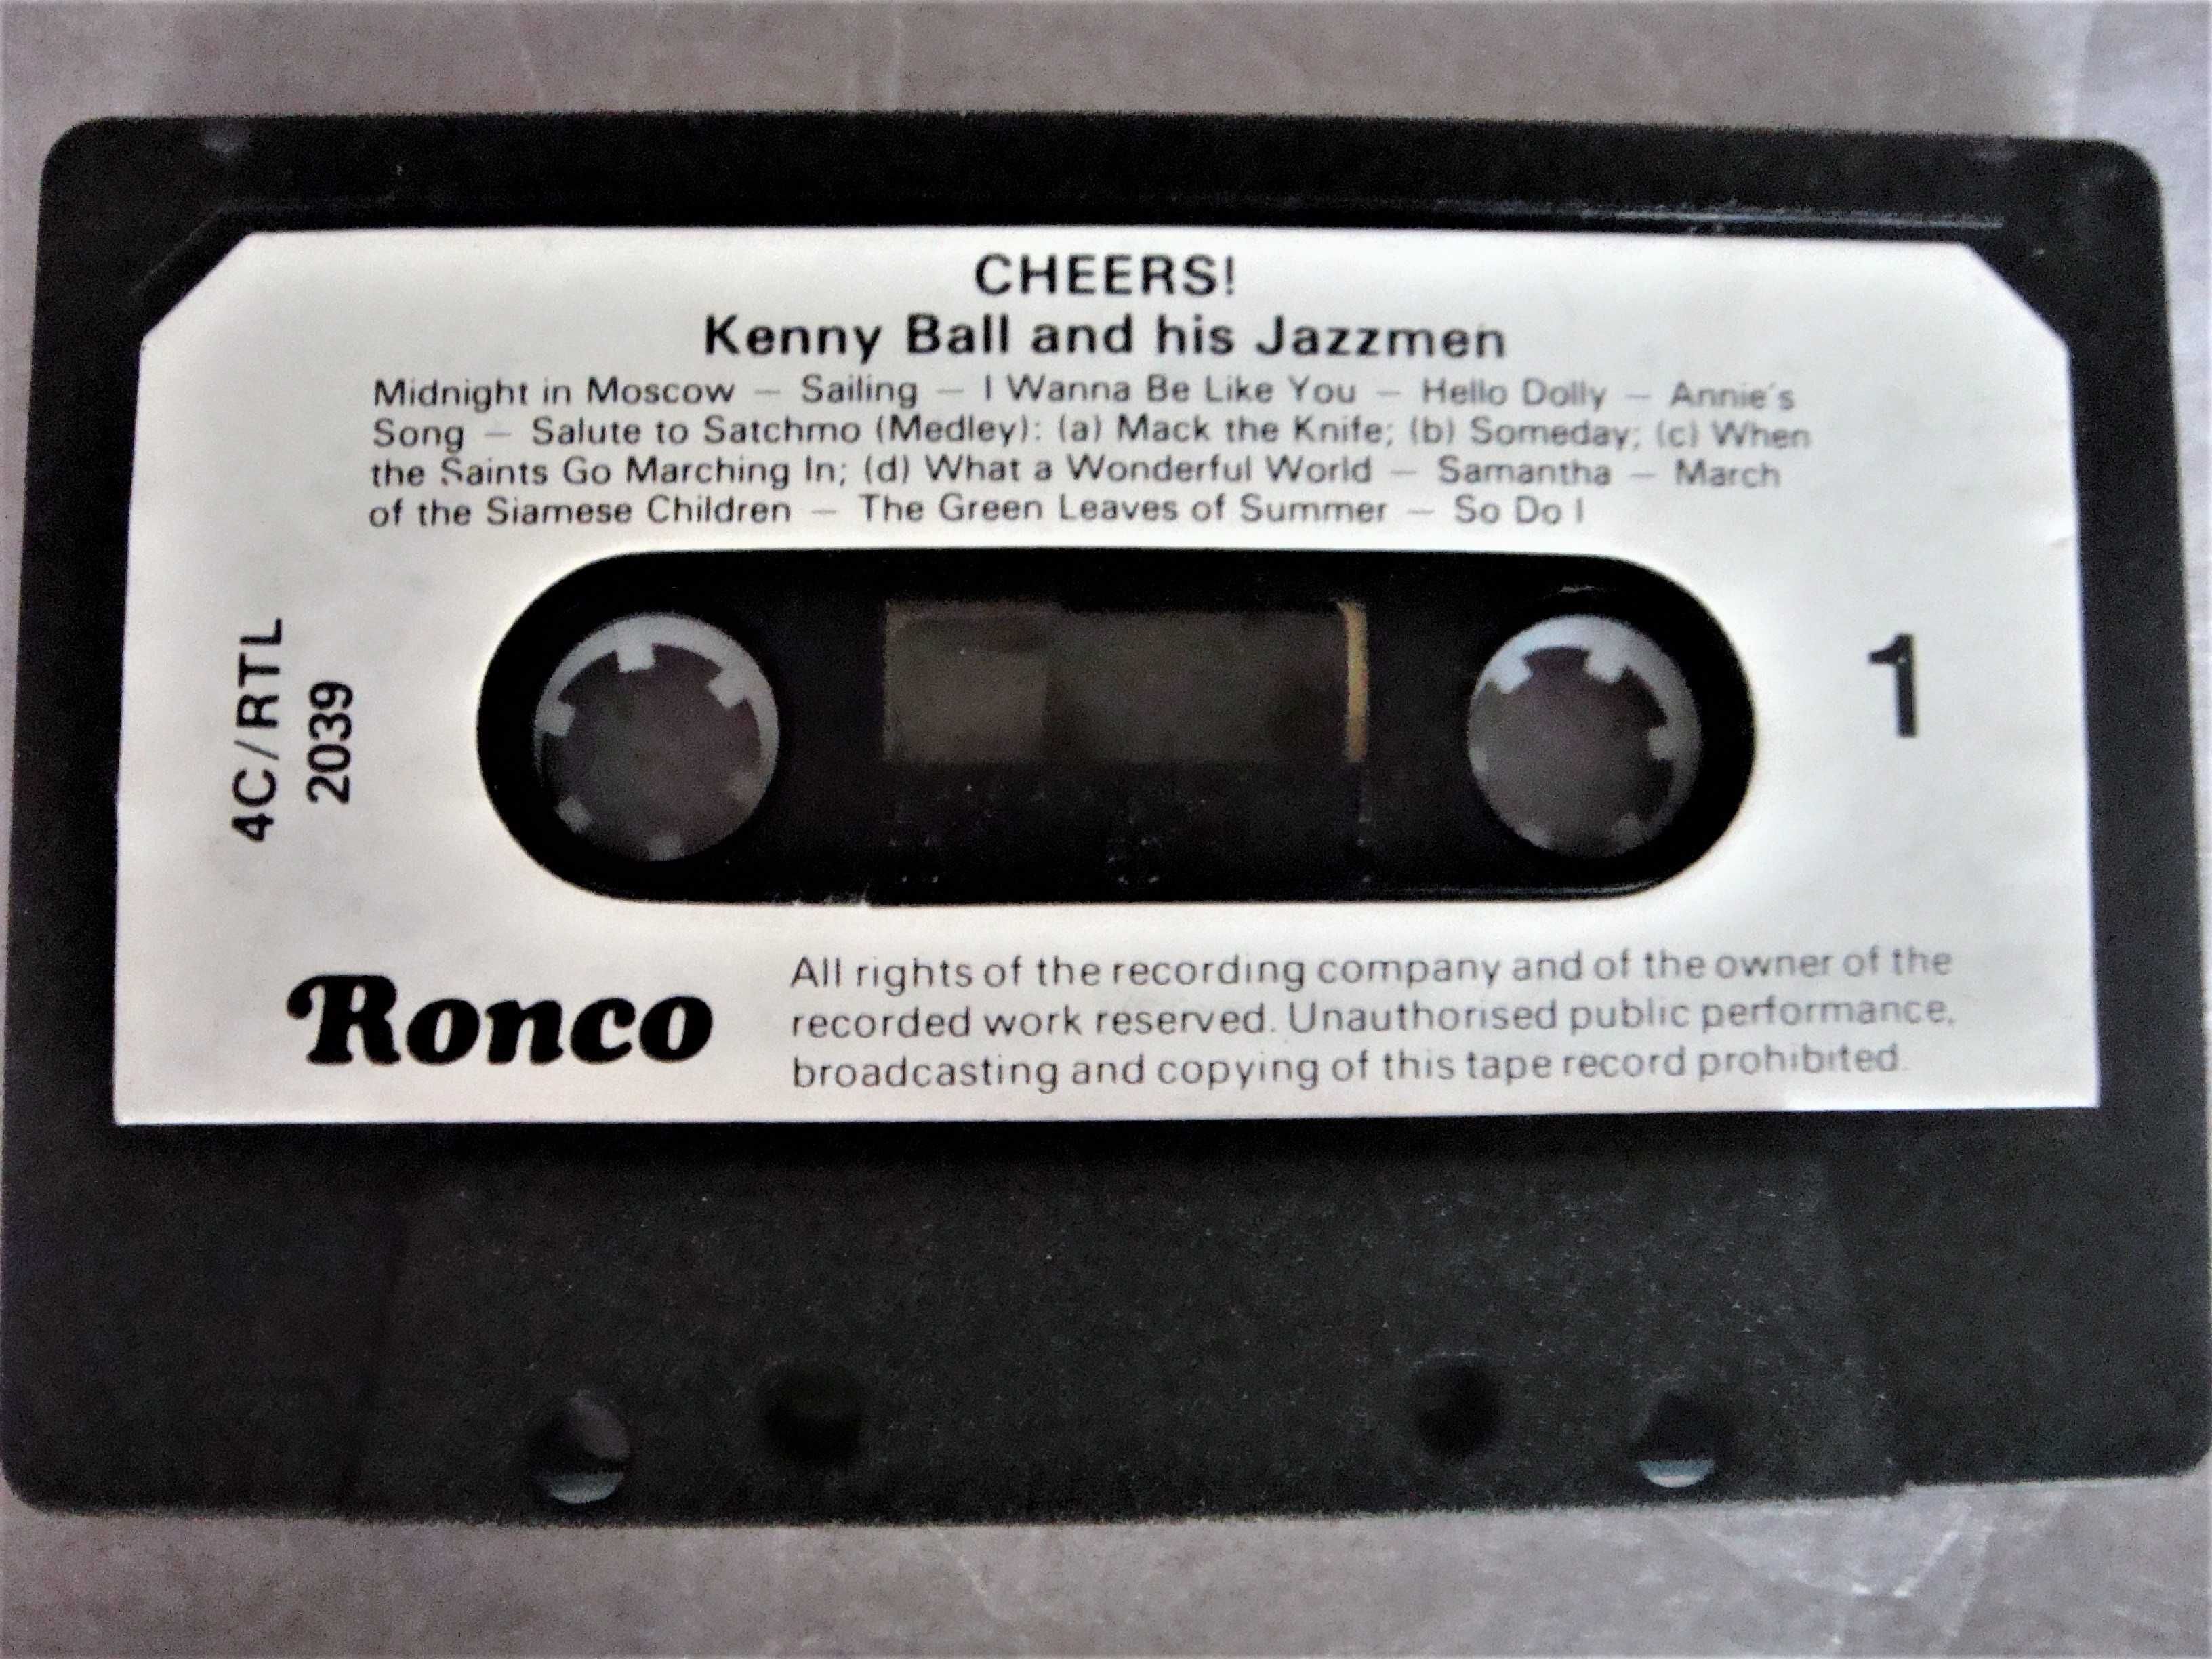 CHEERS!
Kenny Ball and his Jazzmen
Midnight in Moscow — Sailing — I Wanna Be Like You — Hello Dolly — Annie's
Song — Salute to Satchmo (Medley): (a) Mack the Knife; (b) Someday; (c) When
the Saints Go Marching In; (d) What a Wonderful World — Samantha — March
of the Siamese Children — The Green Leaves of Summer — So Do I
4C/RTL
2039
1
Ronco
All rights of the recording company and of the owner of the
recorded work reserved. Unauthorised public performance,
broadcasting and copying of this tape record prohibited.